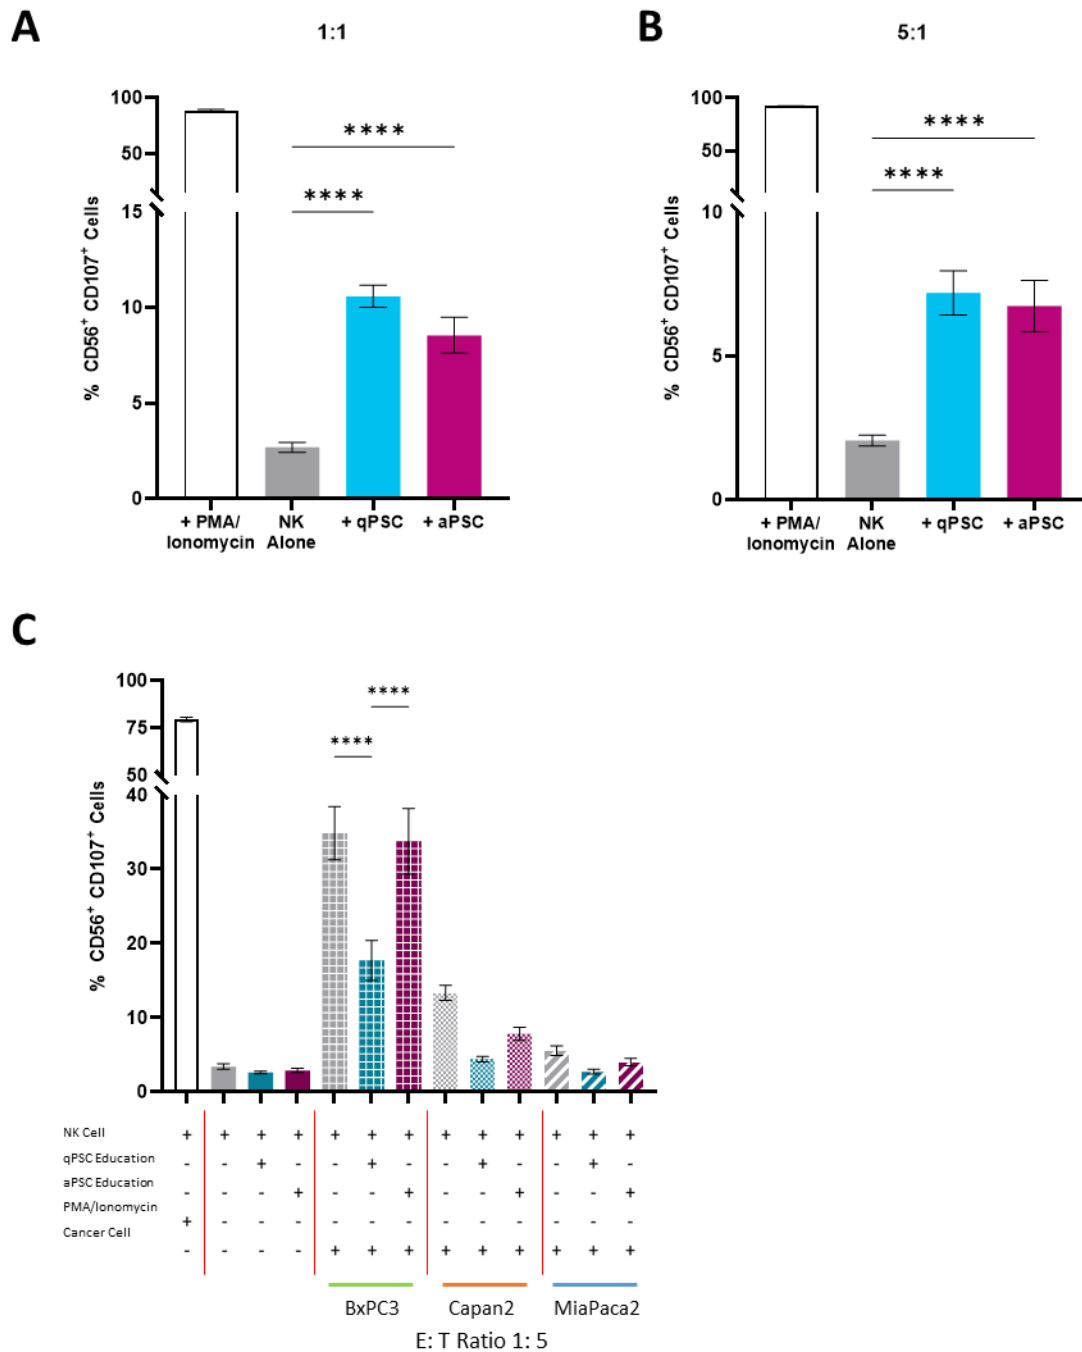 A
1:1
% CD56+ CD107+ Cells
100
50
15
10
5
0
****
****
+ PMA/
Ionomycin
NK
Alone
+ qPSC
+ aPSC
B
5:1
% CD56+ CD107+ Cells
100
50
10
5
0
****
****
+ PMA/
Ionomycin
NK
Alone
+ qPSC
+ aPSC
C
% CD56+ CD107+ Cells
100
75
50
40
30
20
10
0
****
****
NK Cell + + + + + + + + + + + + +
qPSC Education - - + - - + - - + - - + -
aPSC Education - - - + - - + - - + - - +
PMA/Ionomycin + - - - - - - - - - - - -
Cancer Cell - - - - + + + + + + + + +
BxPC3 Capan2 MiaPaca2
E: T Ratio 1: 5